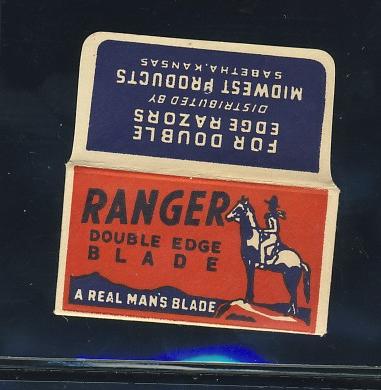 FOR DOUBLE
EDGE RAZORS
DISTRIBUTED BY
MIDWEST PRODUCTS
SABETHA, KANSAS
RANGER
DOUBLE EDGE
BLADE
A REAL MAN'S BLADE